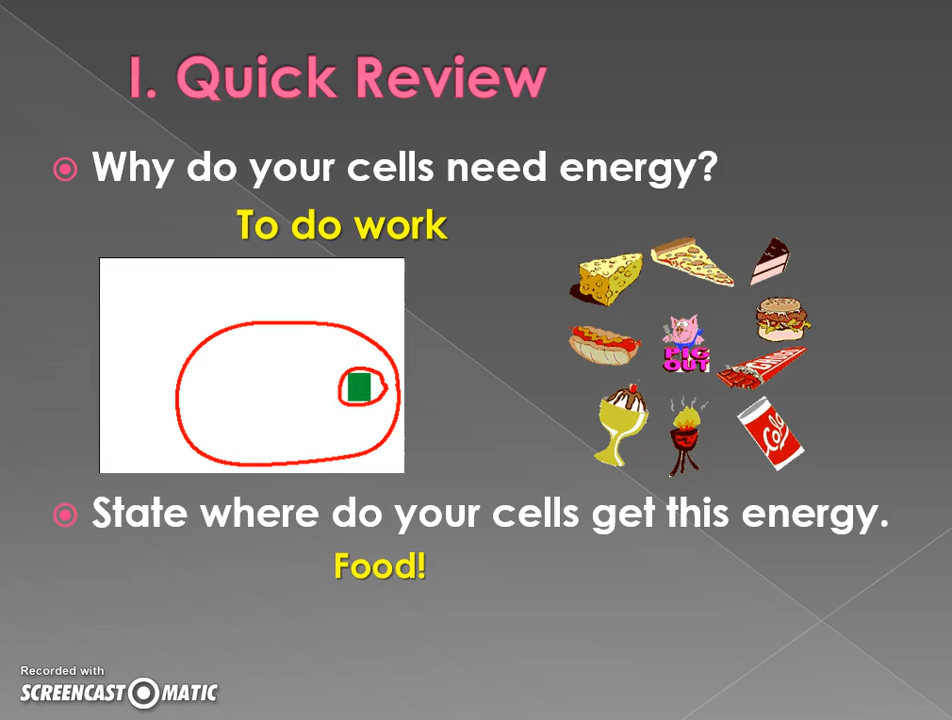 I. Quick Review
Why do your cells need energy?
To do work
PIG
OUT
Cola
State where do your cells get this energy.
Food!
Recorded with
SCREENCAST MATIC